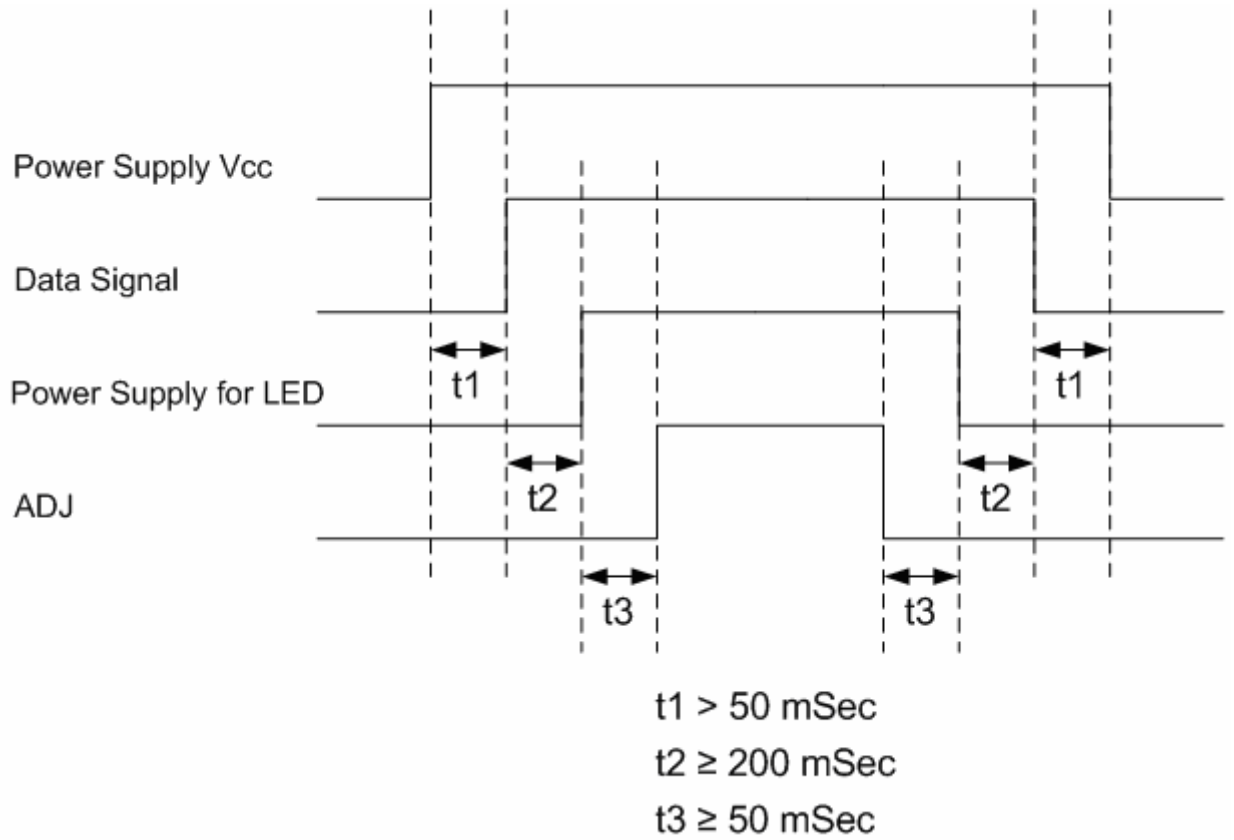 Power Supply Vcc
Data Signal
t1
t1
Power Supply for LED
t2
t2
ADJ
t3
t3
t1 > 50 mSec
t2 ≥ 200 mSec
t3 ≥ 50 mSec